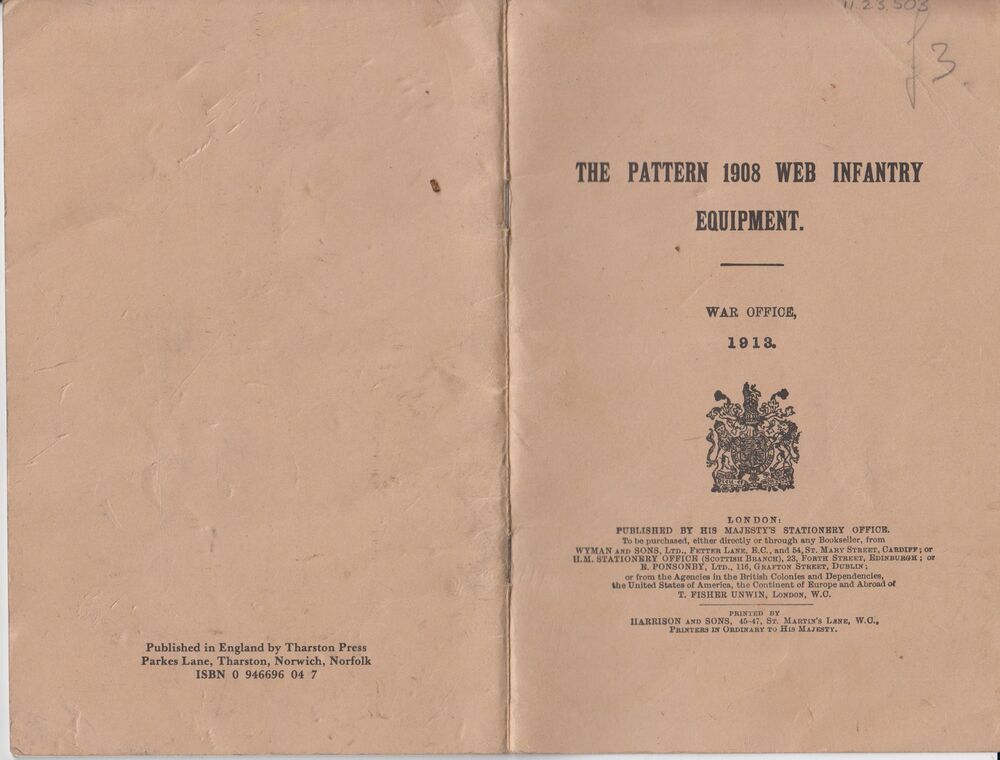 Published in England by Tharston Press
Parkes Lane, Tharston, Norwich, Norfolk
ISBN 0 946696 04 7
11.23.503
£3
THE PATTERN 1908 WEB INFANTRY
EQUIPMENT.
WAR OFFICE,
1913.
LONDON:
PUBLISHED BY HIS MAJESTY'S STATIONERY OFFICE.
To be purchased, either directly or through any Bookseller, from
WYMAN AND SONS, LTD., FETTER LANE, E.C., and 54, ST. MARY STREET, CARDIFF; or
H.M. STATIONERY OFFICE (SCOTTISH BRANCH), 23, FORTH STREET, EDINBURGH; or
E. PONSONBY, LTD., 116, GRAFTON STREET, DUBLIN;
or from the Agencies in the British Colonies and Dependencies,
the United States of America, the Continent of Europe and Abroad of
T. FISHER UNWIN, LONDON, W.C.
PRINTED BY
HARRISON AND SONS, 45-47, ST. MARTIN'S LANE, W.C.,
PRINTERS IN ORDINARY TO HIS MAJESTY.